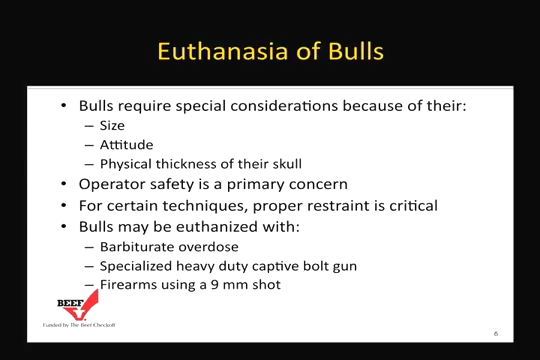 Euthanasia of Bulls
• Bulls require special considerations because of their:
– Size
– Attitude
– Physical thickness of their skull
• Operator safety is a primary concern
• For certain techniques, proper restraint is critical
• Bulls may be euthanized with:
– Barbiturate overdose
– Specialized heavy duty captive bolt gun
– Firearms using a 9 mm shot
BEEF
Funded by The Beef Checkoff
6